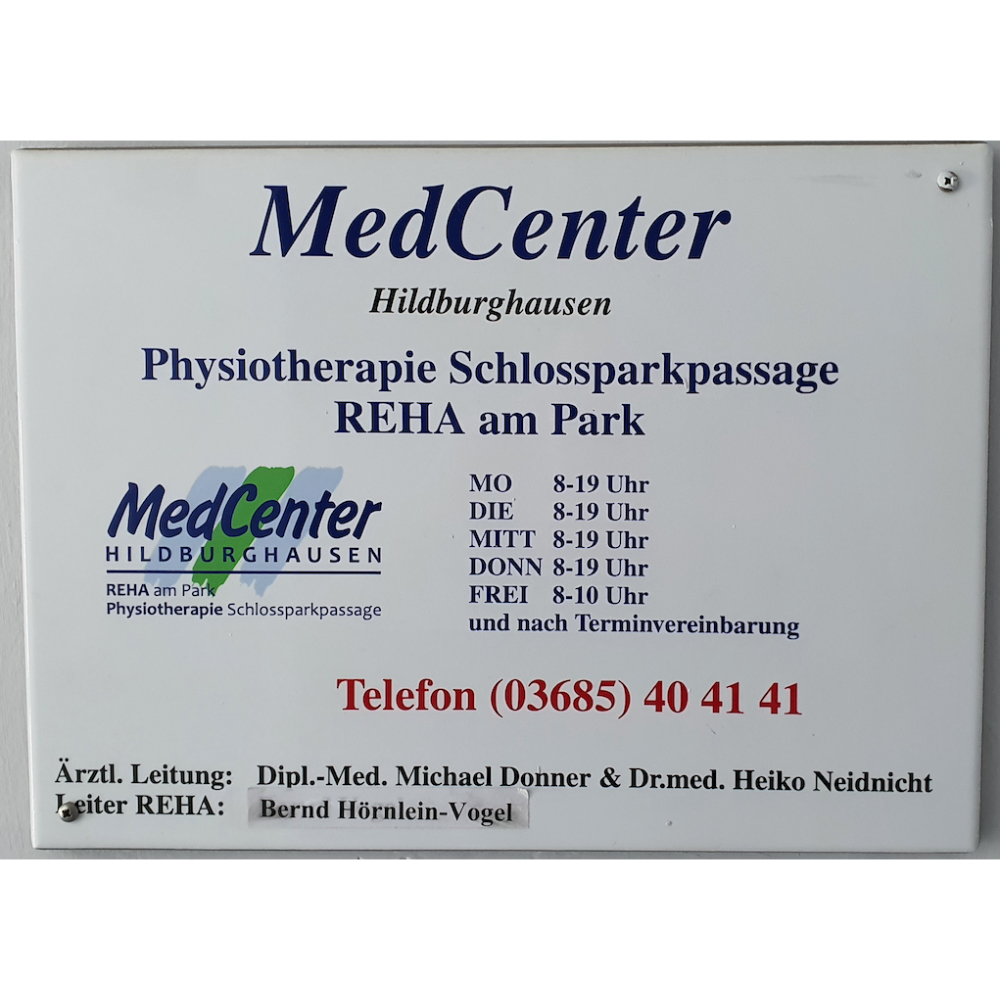 MedCenter
Hildburghausen
Physiotherapie Schlossparkpassage
REHA am Park
MedCenter
HILDBURGHAUSEN
REHA am Park
Physiotherapie Schlossparkpassage
MO 8-19 Uhr
DIE 8-19 Uhr
MITT 8-19 Uhr
DONN 8-19 Uhr
FREI 8-10 Uhr
und nach Terminvereinbarung
Telefon (03685) 40 41 41
Ärztl. Leitung: Dipl.-Med. Michael Donner & Dr.med. Heiko Neidnicht
Leiter REHA: Bernd Hörnlein-Vogel